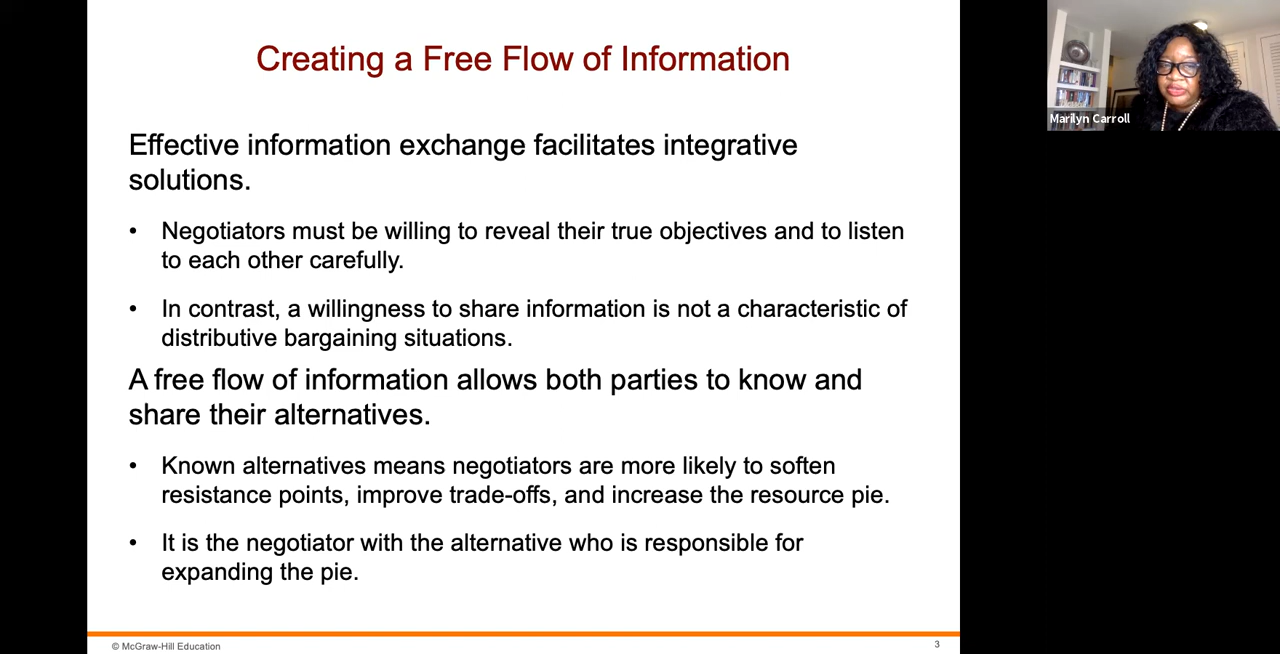 Creating a Free Flow of Information
Marilyn Carroll
Effective information exchange facilitates integrative
solutions.
• Negotiators must be willing to reveal their true objectives and to listen
to each other carefully.
• In contrast, a willingness to share information is not a characteristic of
distributive bargaining situations.
A free flow of information allows both parties to know and
share their alternatives.
• Known alternatives means negotiators are more likely to soften
resistance points, improve trade-offs, and increase the resource pie.
• It is the negotiator with the alternative who is responsible for
expanding the pie.
© McGraw-Hill Education
3